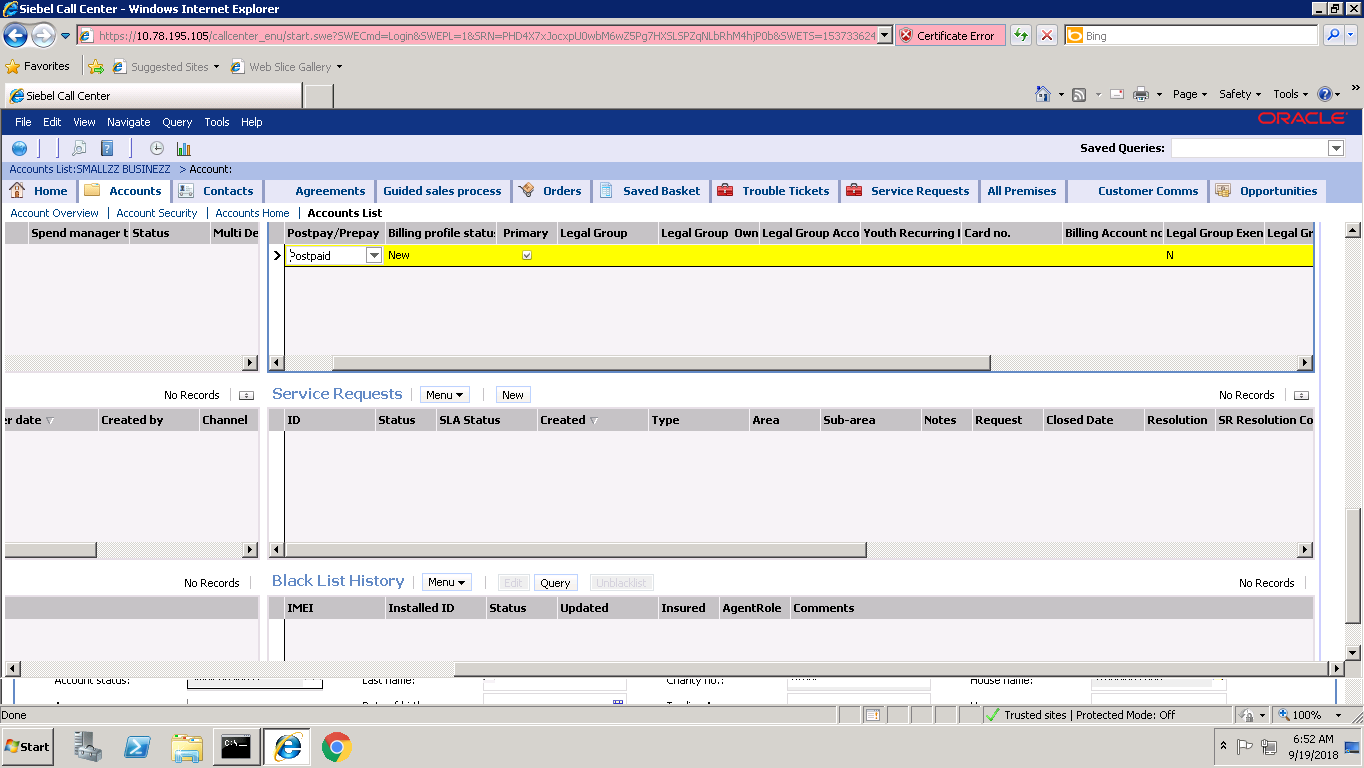 Siebel Call Center - Windows Internet Explorer
https://10.78.195.105/callcenter_enu/start.swe?SWECmd=Login&SWEPL=1&SRN=PHD4X7xJocxpU0wbM6wZ5Pg7HXSLSPZqNLbRhM4hjP0b&SWETS=153733624 Certificate Error Bing
Favorites Suggested Sites Web Slice Gallery
Siebel Call Center Page Safety Tools
File Edit View Navigate Query Tools Help ORACLE
Saved Queries:
Accounts List:SMALLZZ BUSINEZZ > Account:
Home Accounts Contacts Agreements Guided sales process Orders Saved Basket Trouble Tickets Service Requests All Premises Customer Comms Opportunities
Account Overview Account Security Accounts Home Accounts List
Spend manager t Status Multi De Postpay/Prepay Billing profile status Primary Legal Group Legal Group Own Legal Group Acco Youth Recurring Card no. Billing Account no Legal Group Exen Legal Gr
Postpaid New N
No Records Service Requests Menu New No Records
er date Created by Channel ID Status SLA Status Created Type Area Sub-area Notes Request Closed Date Resolution SR Resolution Co
No Records Black List History Menu Edit Query Unblacklist No Records
IMEI Installed ID Status Updated Insured AgentRole Comments
Account status: Last name: Charity no.: House name:
Done Trusted sites | Protected Mode: Off 100%
Start 6:52 AM
9/19/2018